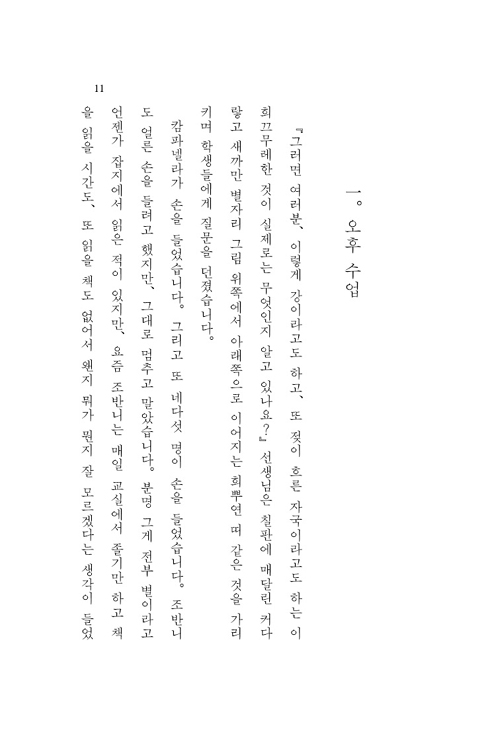 11
一。오후 수업
『그러면 여러분、이렇게 강이라고도 하고、또 젖이 흐른 자국이라고도 하는 이
희끄무레한 것이 실제로는 무엇인지 알고 있나요?』선생님은 칠판에 매달린 커다
랗고 새까만 별자리 그림 위쪽에서 아래쪽으로 이어지는 희뿌연 띠 같은 것을 가리
키며 학생들에게 질문을 던졌습니다。
캄파넬라가 손을 들었습니다。그리고 또 네다섯 명이 손을 들었습니다。조반니
도 얼른 손을 들려고 했지만、그대로 멈추고 말았습니다。분명 그게 전부 별이라고
언젠가 잡지에서 읽은 적이 있지만、요즘 조반니는 매일 교실에서 졸기만 하고 책
을 읽을 시간도、또 읽을 책도 없어서 왠지 뭐가 뭔지 잘 모르겠다는 생각이 들었